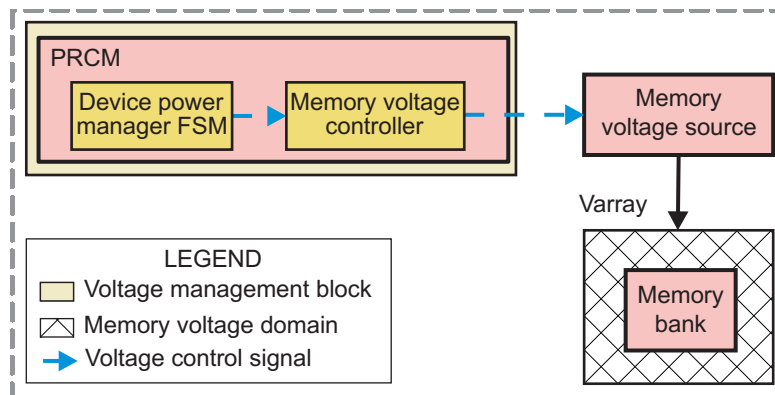 PRCM
Device power
manager FSM
Memory voltage
controller
Memory
voltage source
Varray
Memory
bank
LEGEND
Voltage management block
Memory voltage domain
Voltage control signal